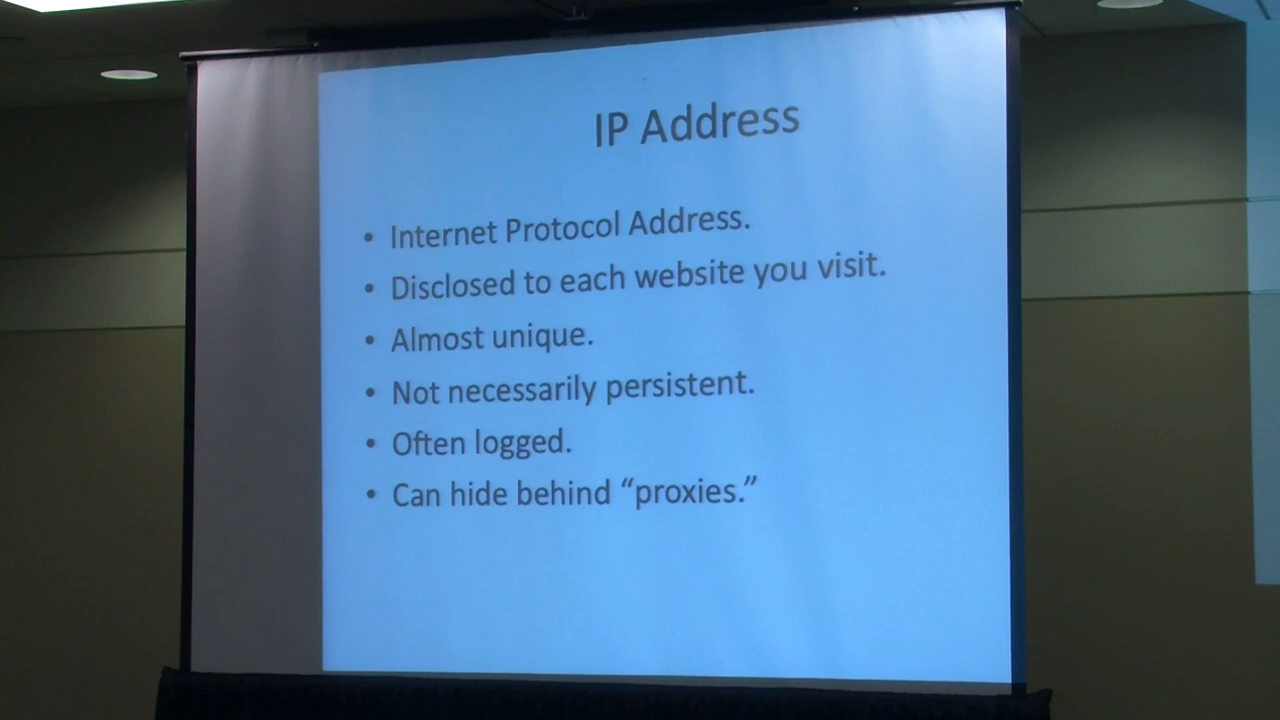 IP Address
• Internet Protocol Address.
• Disclosed to each website you visit.
• Almost unique.
• Not necessarily persistent.
• Often logged.
• Can hide behind “proxies.”